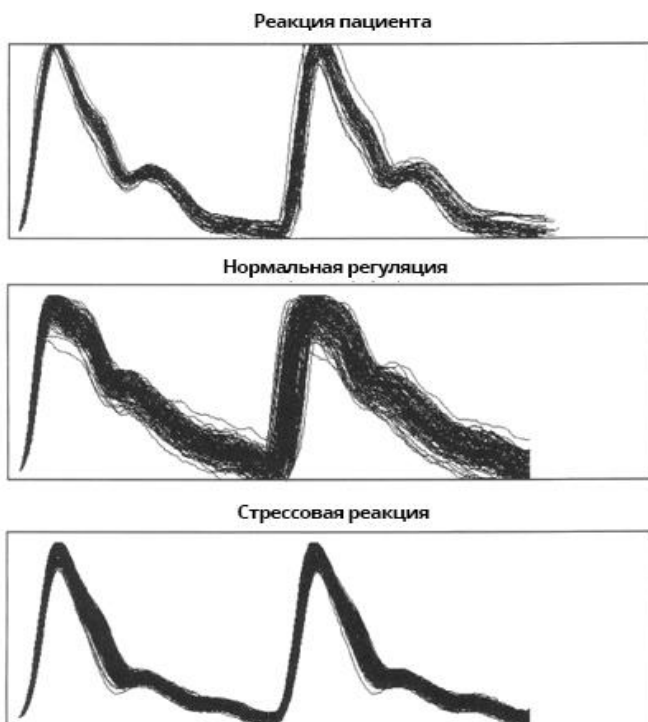 Реакция пациента
Нормальная регуляция
Стрессовая реакция